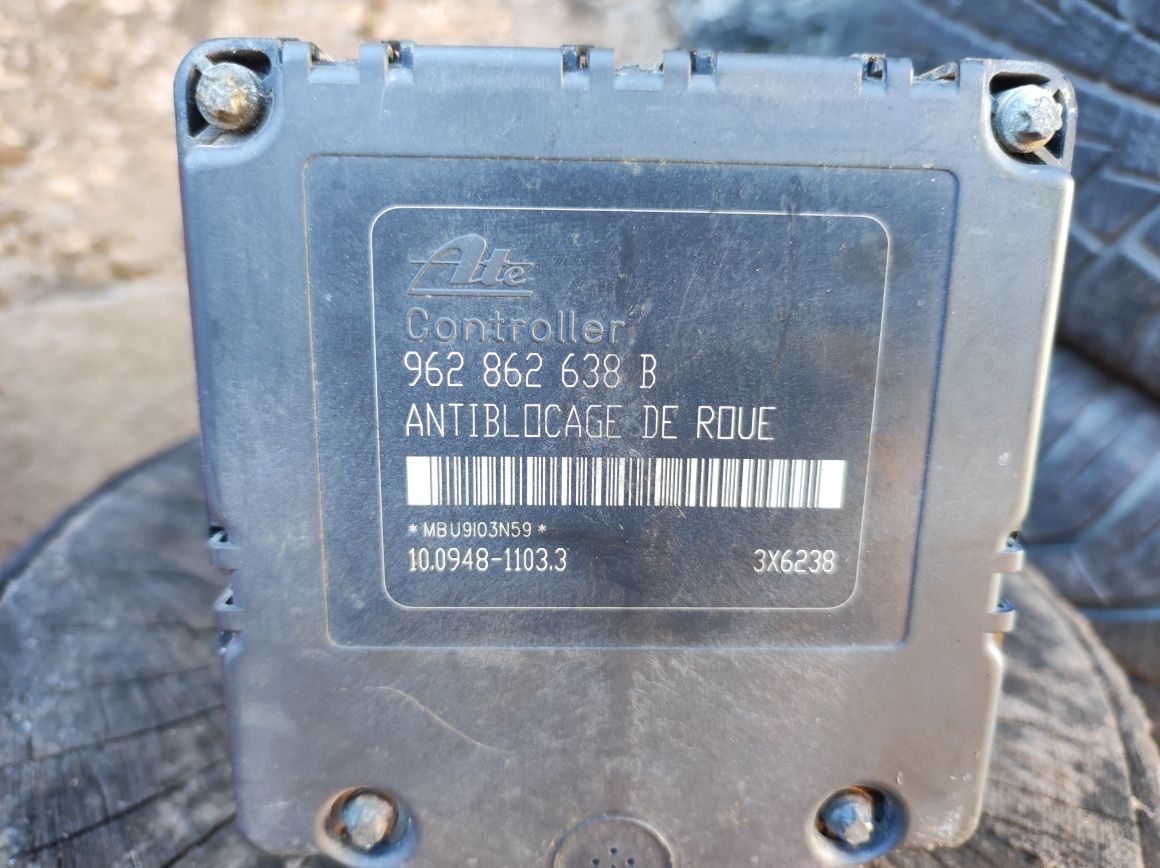 Ate
Controller
962 862 638 B
ANTIBLOCAGE DE ROUE
*MBU9I03N59*
10.0948-1103.3
3X6238